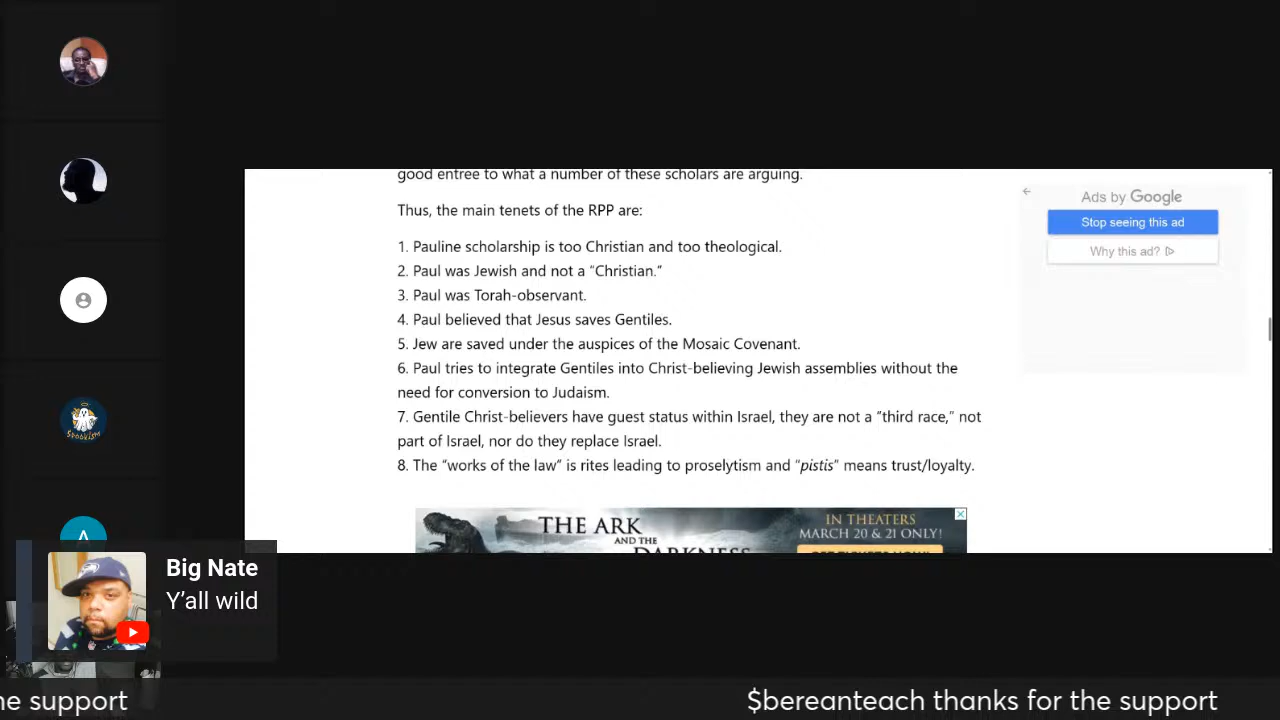 good entree to what a number of these scholars are arguing.
Thus, the main tenets of the RPP are:
1. Pauline scholarship is too Christian and too theological.
2. Paul was Jewish and not a “Christian.”
3. Paul was Torah-observant.
4. Paul believed that Jesus saves Gentiles.
5. Jew are saved under the auspices of the Mosaic Covenant.
6. Paul tries to integrate Gentiles into Christ-believing Jewish assemblies without the
need for conversion to Judaism.
7. Gentile Christ-believers have guest status within Israel, they are not a “third race,” not
part of Israel, nor do they replace Israel.
8. The “works of the law” is rites leading to proselytism and “pistis” means trust/loyalty.
Ads by Google
Stop seeing this ad
Why this ad?
THE ARK
AND THE
DARKNESS
IN THEATERS
MARCH 20 & 21 ONLY!
GET TICKETS NOW!
Spookism
A
Big Nate
Y’all wild
he support
$bereanteach thanks for the support